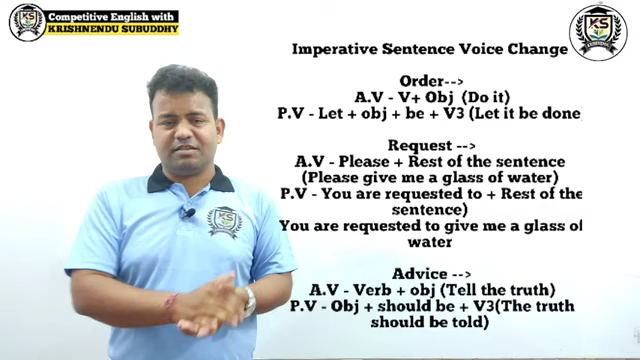 Competitive English with
KRISHNENDU SUBUDDHY
KS
KS
KS
Imperative Sentence Voice Change
Order-->
A.V - V+ Obj (Do it)
P.V - Let + obj + be + V3 (Let it be done
Request -->
A.V - Please + Rest of the sentence
(Please give me a glass of water)
P.V - You are requested to + Rest of the
sentence)
You are requested to give me a glass of
water
Advice -->
A.V - Verb + obj (Tell the truth)
P.V - Obj + should be + V3(The truth
should be told)